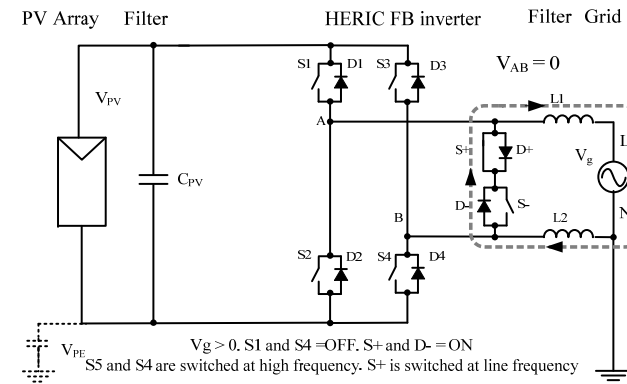 PV Array Filter HERIC FB inverter Filter Grid
S1 D1 S3 D3 VAB = 0
VPV L1
A
S+ D+ Vg L
CPV
D- S-
B L2 N
S2 D2 S4 D4
VPE
Vg > 0. S1 and S4 =OFF. S+ and D- = ON
S5 and S4 are switched at high frequency. S+ is switched at line frequency